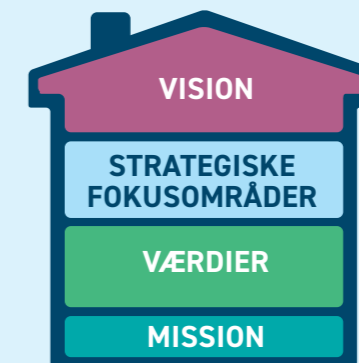 VISION
STRATEGISKE
FOKUSOMRÅDER
VÆRDIER
MISSION